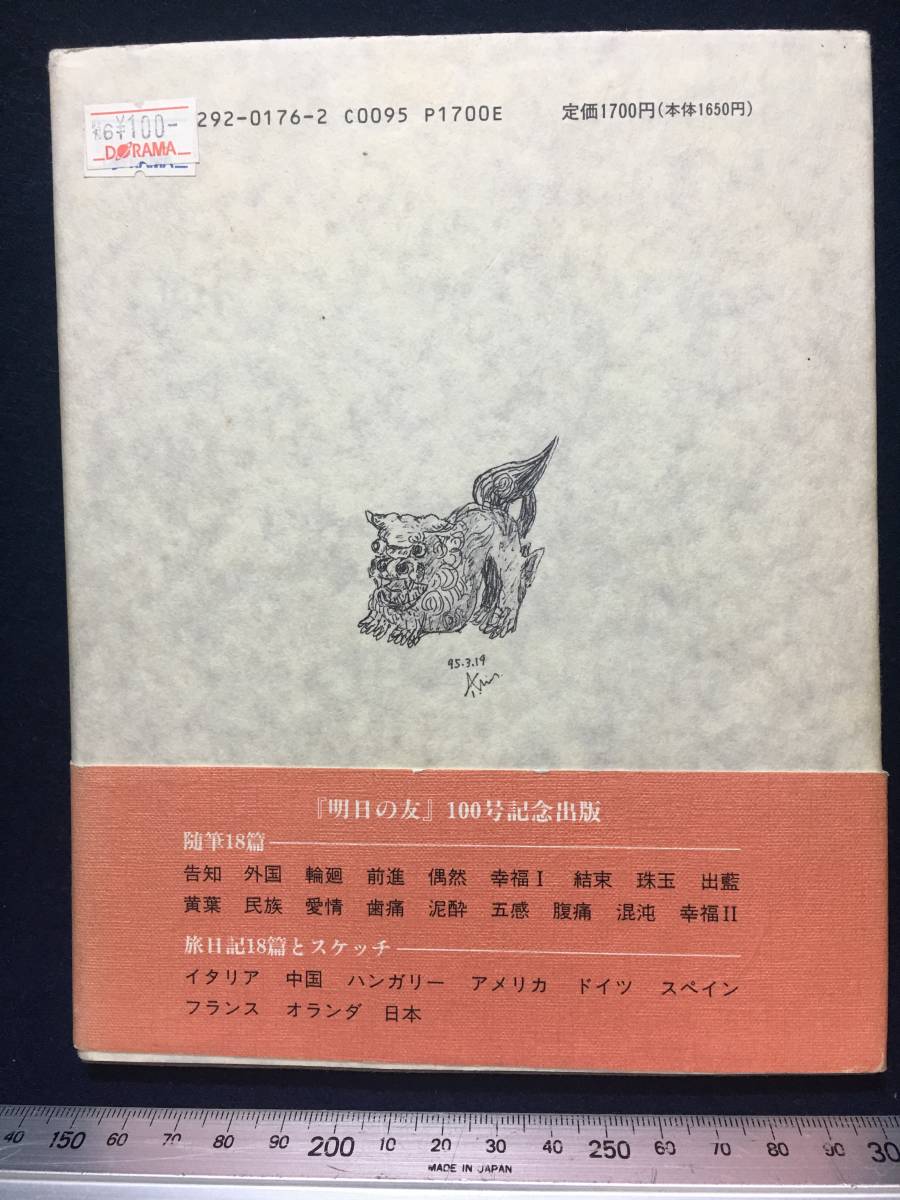 292-0176-2 C0095 P1700E 定価1700円(本体1650円)
¥100-
DORAMA
95.3.19
『明日の友』100号記念出版
随筆18篇
告知 外国 輪廻 前進 偶然 幸福I 結束 珠玉 出藍
黄葉 民族 愛情 歯痛 泥酔 五感 腹痛 混沌 幸福II
旅日記18篇とスケッチ
イタリア 中国 ハンガリー アメリカ ドイツ スペイン
フランス オランダ 日本
40 150 60 70 80 90 200 10 20 30 40 250 60 70 80 90 30
MADE IN JAPAN